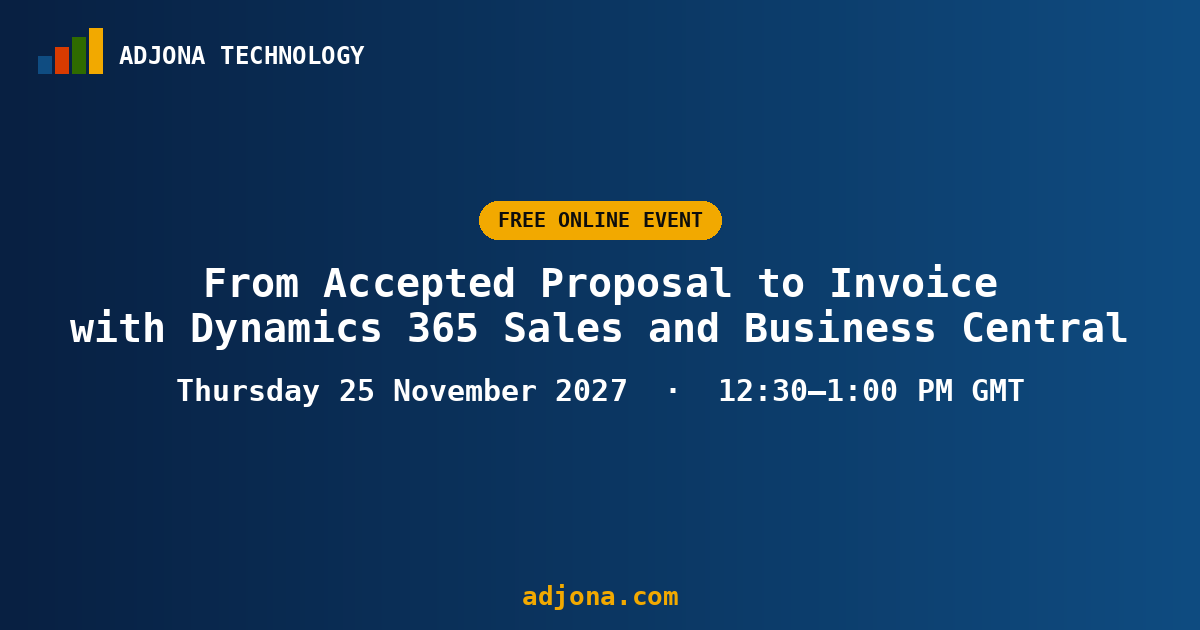 ADJONA TECHNOLOGY
FREE ONLINE EVENT
From Accepted Proposal to Invoice
with Dynamics 365 Sales and Business Central
Thursday 25 November 2027 · 12:30–1:00 PM GMT
adjona.com